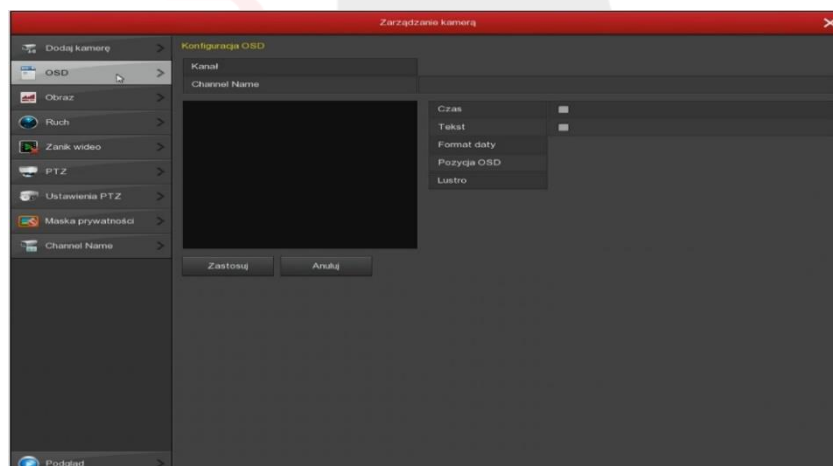 Zarządzanie kamerą
Dodaj kamerę
OSD
Obraz
Ruch
Zanik wideo
PTZ
Ustawienia PTZ
Maska prywatności
Channel Name
Podgląd
Konfiguracja OSD
Kanał
Channel Name
Czas
Tekst
Format daty
Pozycja OSD
Lustro
Zastosuj
Anuluj